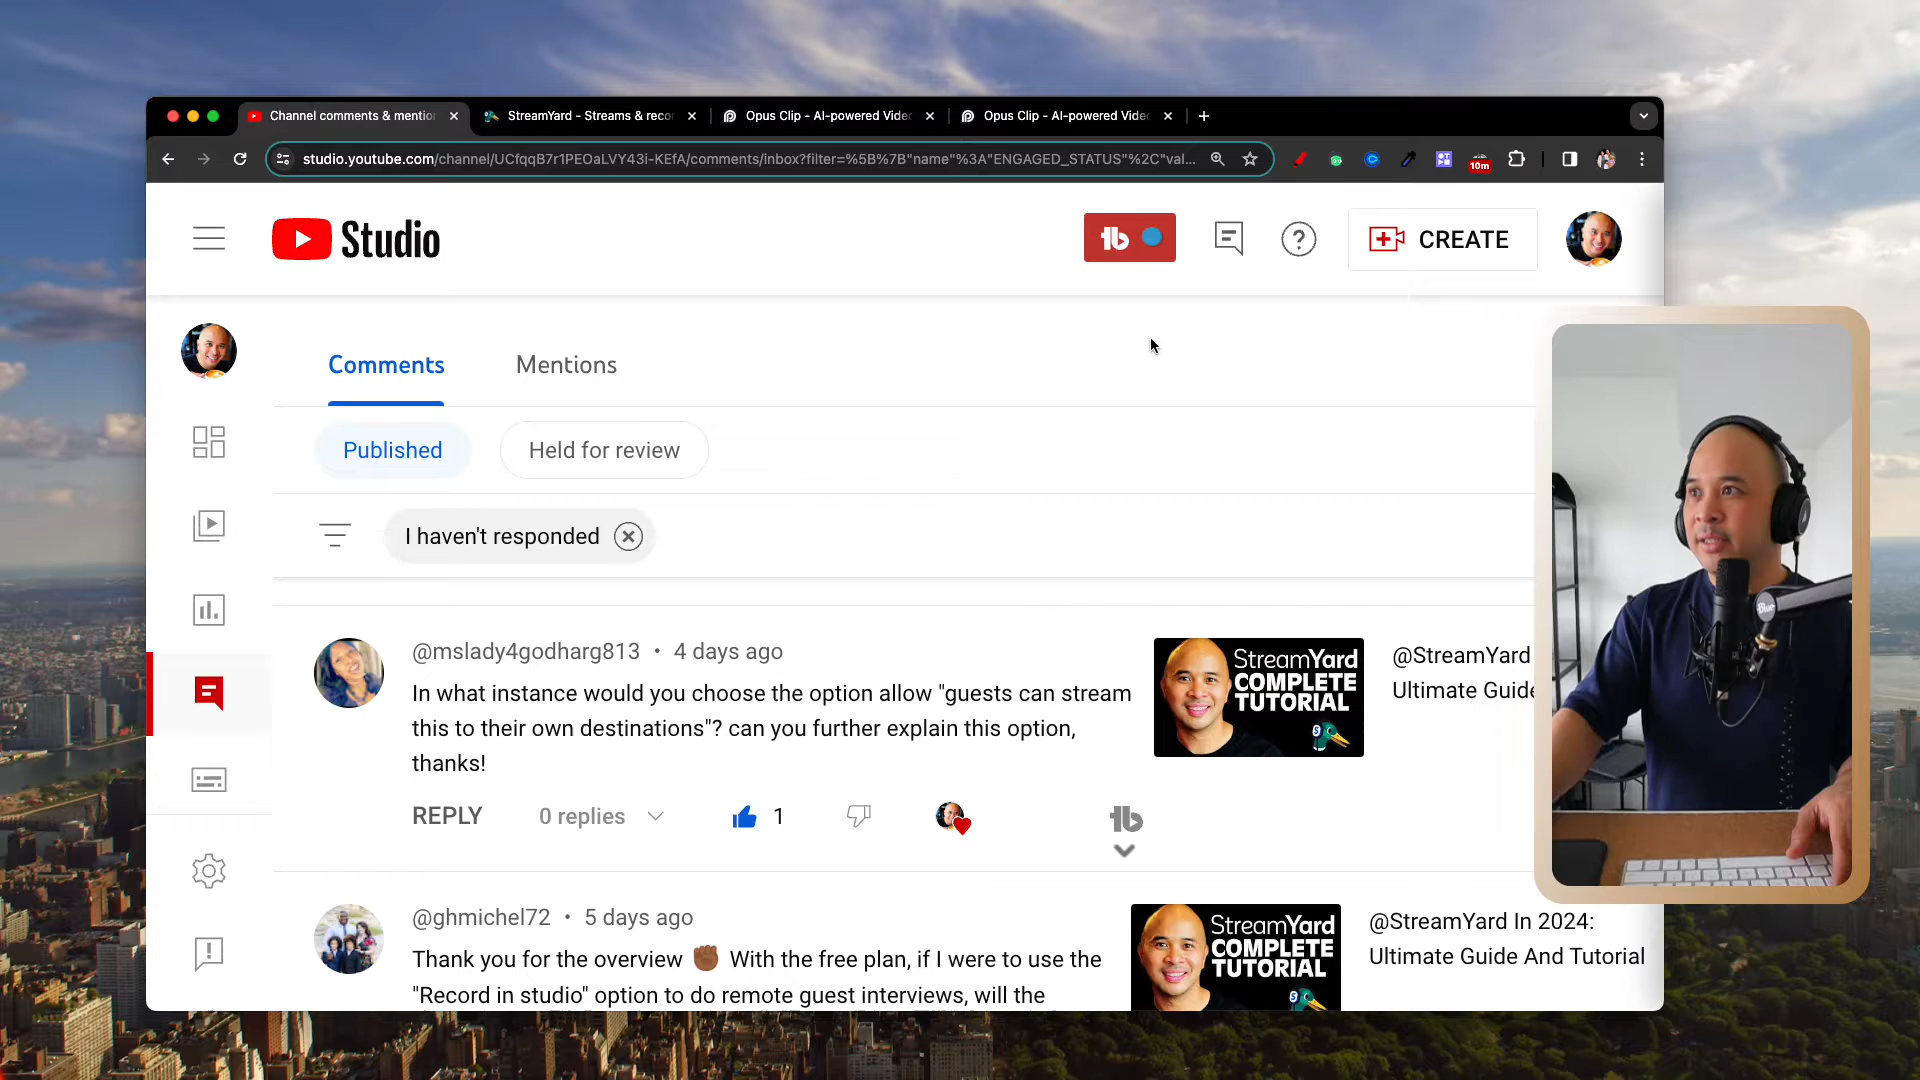 Channel comments & mentio
StreamYard - Streams & reco
Opus Clip - AI-powered Vide
Opus Clip - AI-powered Vide
studio.youtube.com/channel/UCfqqB7r1PEOaLVY43i-KEfA/comments/inbox?filter=%5B%7B"name"%3A"ENGAGED_STATUS"%2C"val...
10m
Studio
CREATE
Comments
Mentions
Published
Held for review
I haven't responded
@mslady4godharg813 • 4 days ago
In what instance would you choose the option allow "guests can stream
this to their own destinations"? can you further explain this option,
thanks!
StreamYard
COMPLETE
TUTORIAL
@StreamYard
Ultimate Guide
REPLY
0 replies
1
@ghmichel72 • 5 days ago
Thank you for the overview ✊🏾 With the free plan, if I were to use the
"Record in studio" option to do remote guest interviews, will the
StreamYard
COMPLETE
TUTORIAL
@StreamYard In 2024:
Ultimate Guide And Tutorial